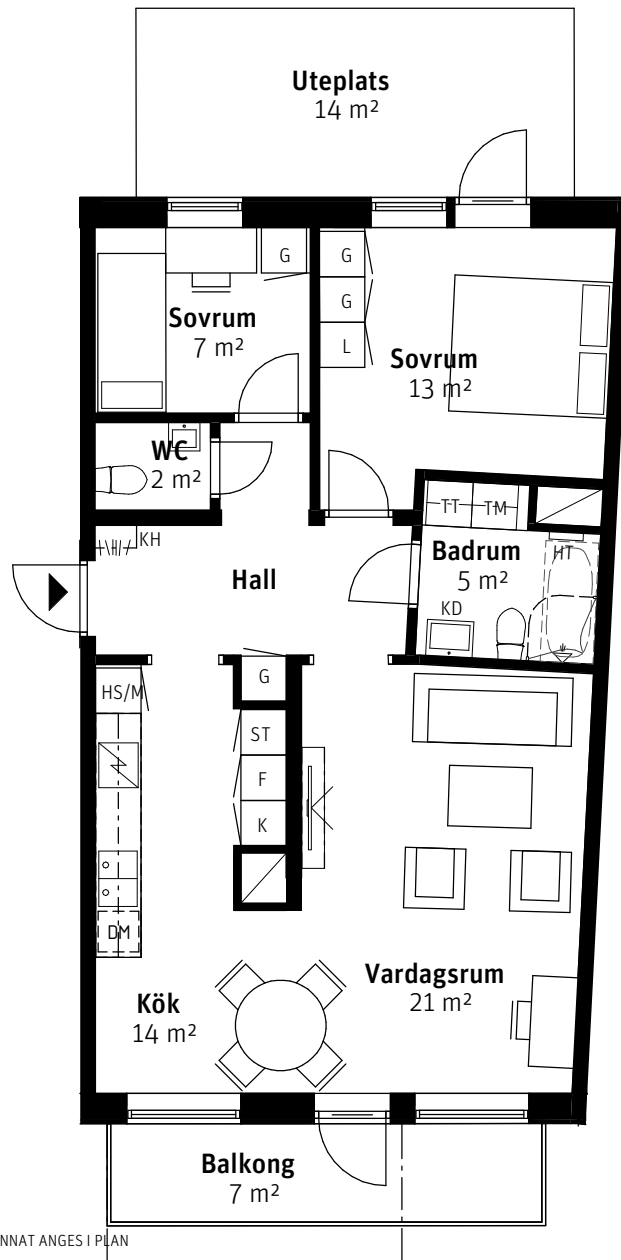 Uteplats
14 m²
G
G
G
L
Sovrum
7 m²
Sovrum
13 m²
WC
2 m²
TT
TM
KH
Badrum
5 m²
HT
Hall
KD
G
HS/M
ST
F
K
DM
Vardagsrum
21 m²
Kök
14 m²
Balkong
7 m²
NNAT ANGES I PLAN